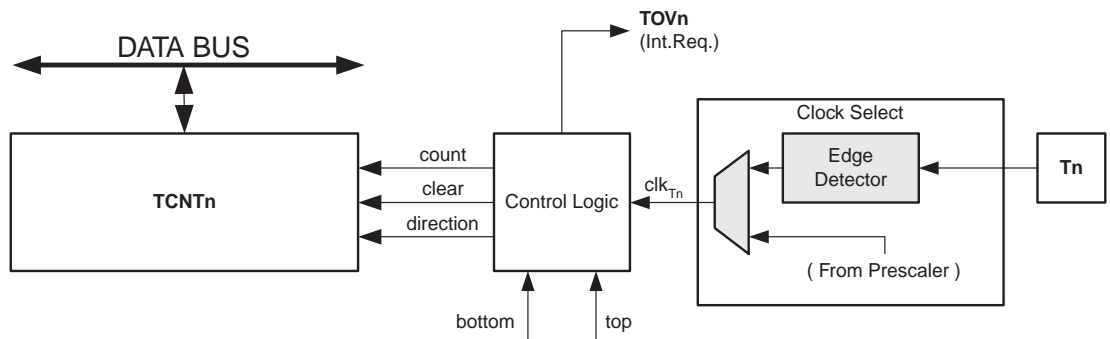 TOVn
(Int.Req.)
DATA BUS
Clock Select
count
Edge
Detector
Tn
TCNTn
clear
Control Logic
clkTn
direction
( From Prescaler )
bottom
top